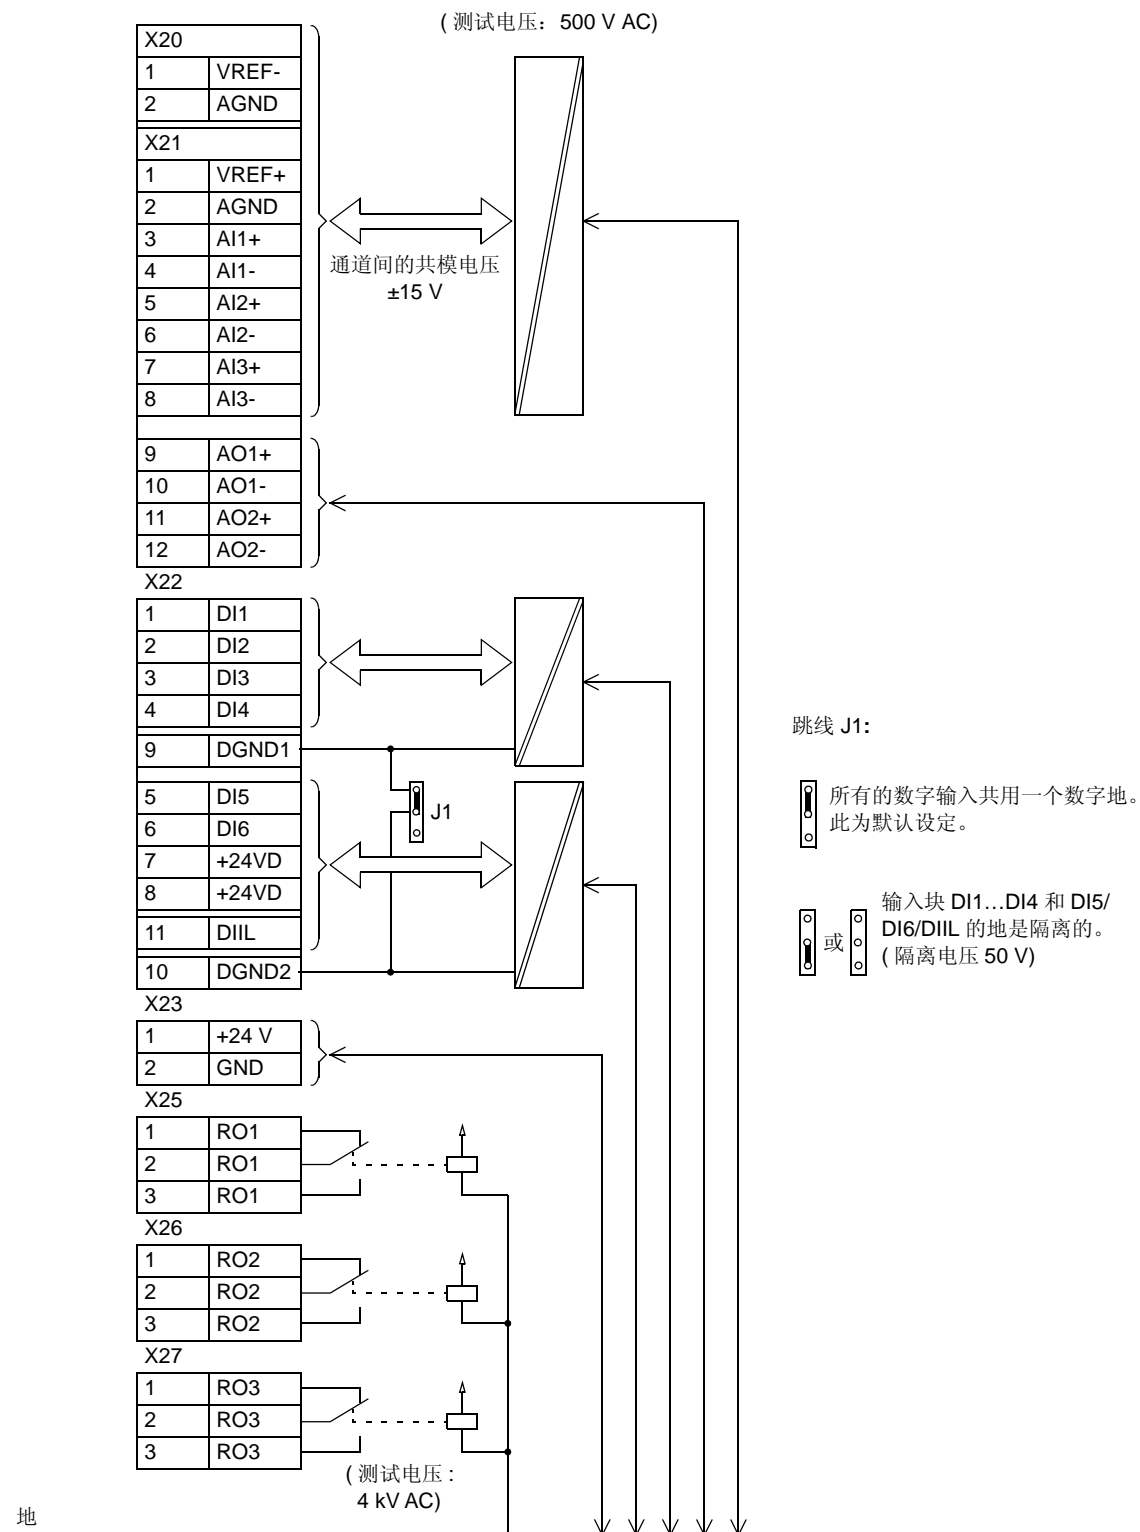 ( 测试电压：500 V AC)
X20
1 VREF-
2 AGND
X21
1 VREF+
2 AGND
3 AI1+
4 AI1-
5 AI2+
6 AI2-
7 AI3+
8 AI3-
通道间的共模电压
±15 V
9 AO1+
10 AO1-
11 AO2+
12 AO2-
X22
1 DI1
2 DI2
3 DI3
4 DI4
9 DGND1
5 DI5
6 DI6
7 +24VD
8 +24VD
11 DIIL
10 DGND2
J1
跳线 J1:
所有的数字输入共用一个数字地。
此为默认设定。
或
输入块 DI1…DI4 和 DI5/
DI6/DIIL 的地是隔离的。
( 隔离电压 50 V)
X23
1 +24 V
2 GND
X25
1 RO1
2 RO1
3 RO1
X26
1 RO2
2 RO2
3 RO2
X27
1 RO3
2 RO3
3 RO3
( 测试电压 :
4 kV AC)
地